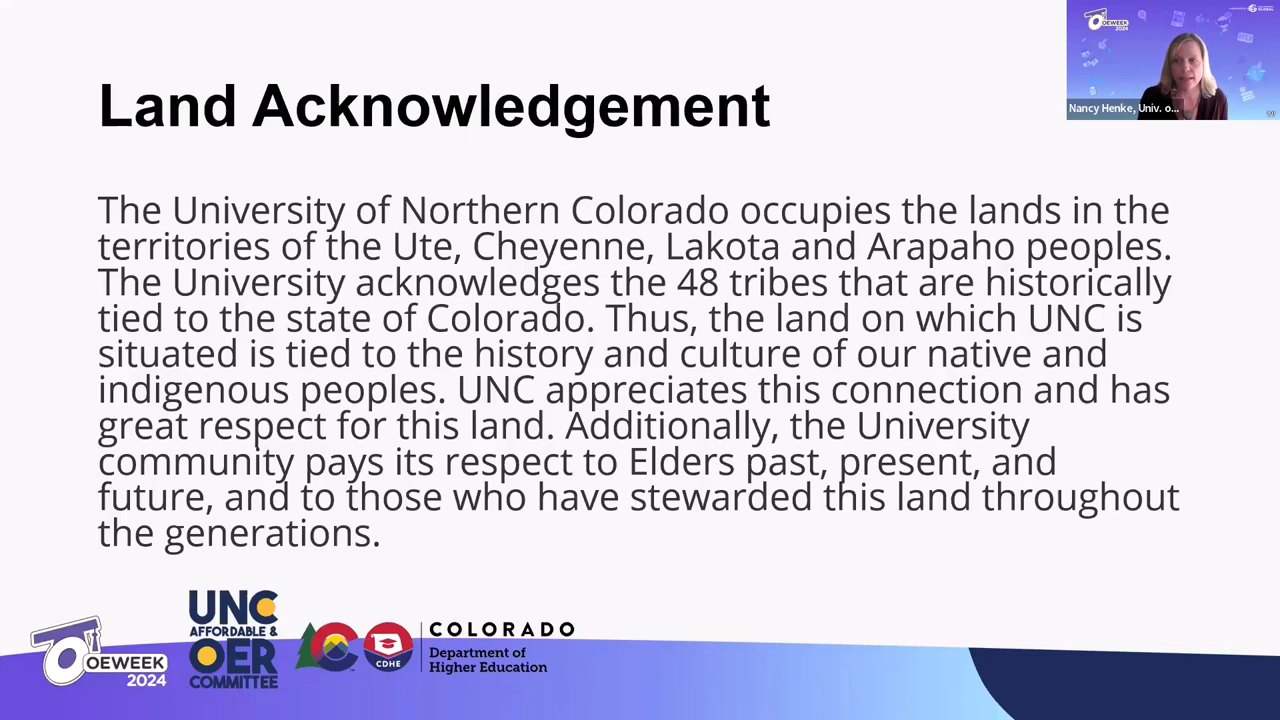 Land Acknowledgement
OEWEEK
2024
Nancy Henke, Univ. o...
The University of Northern Colorado occupies the lands in the
territories of the Ute, Cheyenne, Lakota and Arapaho peoples.
The University acknowledges the 48 tribes that are historically
tied to the state of Colorado. Thus, the land on which UNC is
situated is tied to the history and culture of our native and
indigenous peoples. UNC appreciates this connection and has
great respect for this land. Additionally, the University
community pays its respect to Elders past, present, and
future, and to those who have stewarded this land throughout
the generations.
OEWEEK
2024
UNC
AFFORDABLE &
OER
COMMITTEE
CDHE
COLORADO
Department of
Higher Education